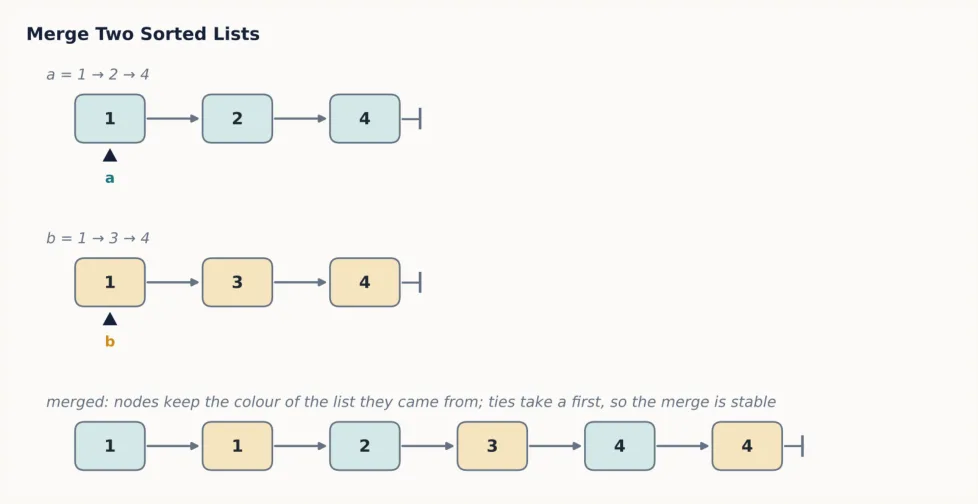 Merge Two Sorted Lists
a = 1 → 2 → 4
1 2 4
a
b = 1 → 3 → 4
1 3 4
b
merged: nodes keep the colour of the list they came from; ties take a first, so the merge is stable
1 1 2 3 4 4